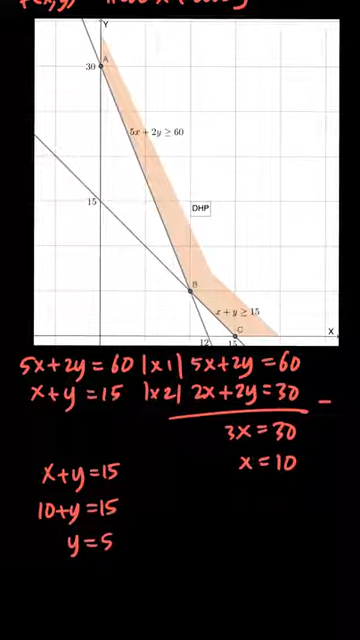 Y
30
A
5x + 2y ≥ 60
15
DHP
B
x + y ≥ 15
C
X
12
15
5x+2y=60 |x1| 5x+2y=60
x+y=15 |x2| 2x+2y=30 −
3x=30
x=10
x+y=15
10+y=15
y=5